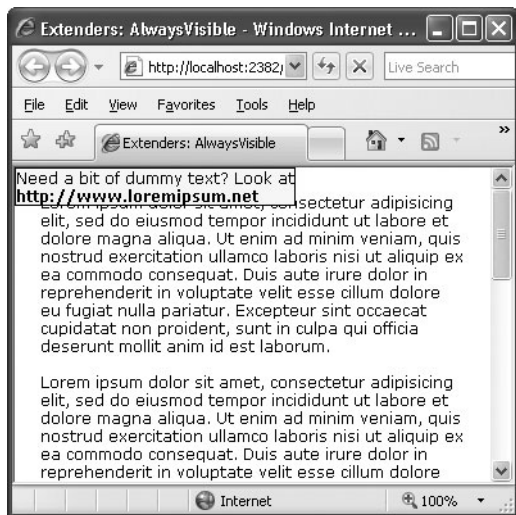 Extenders: AlwaysVisible - Windows Internet ...
http://localhost:2382/
Live Search
File Edit View Favorites Tools Help
Extenders: AlwaysVisible
»
Need a bit of dummy text? Look at
http://www.loremipsum.net
Lorem ipsum dolor sit amet, consectetur adipisicing
elit, sed do eiusmod tempor incididunt ut labore et
dolore magna aliqua. Ut enim ad minim veniam, quis
nostrud exercitation ullamco laboris nisi ut aliquip ex
ea commodo consequat. Duis aute irure dolor in
reprehenderit in voluptate velit esse cillum dolore
eu fugiat nulla pariatur. Excepteur sint occaecat
cupidatat non proident, sunt in culpa qui officia
deserunt mollit anim id est laborum.
Lorem ipsum dolor sit amet, consectetur adipisicing
elit, sed do eiusmod tempor incididunt ut labore et
dolore magna aliqua. Ut enim ad minim veniam, quis
nostrud exercitation ullamco laboris nisi ut aliquip ex
ea commodo consequat. Duis aute irure dolor in
reprehenderit in voluptate velit esse cillum dolore
Internet
100%